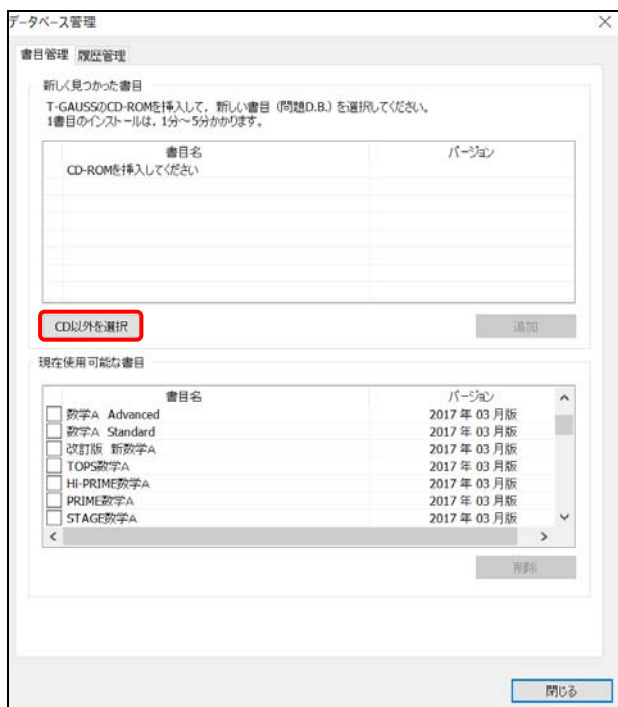 データベース管理
書目管理 履歴管理
新しく見つかった書目
T-GAUSSのCD-ROMを挿入して，新しい書目（問題D.B.）を選択してください。
1書目のインストールは，1分～5分かかります。
書目名 バージョン
CD-ROMを挿入してください
CD以外を選択 追加
現在使用可能な書目
書目名 バージョン
数学A Advanced 2017 年 03 月版
数学A Standard 2017 年 03 月版
改訂版 新数学A 2017 年 03 月版
TOPS数学A 2017 年 03 月版
HI-PRIME数学A 2017 年 03 月版
PRIME数学A 2017 年 03 月版
STAGE数学A 2017 年 03 月版
削除
閉じる